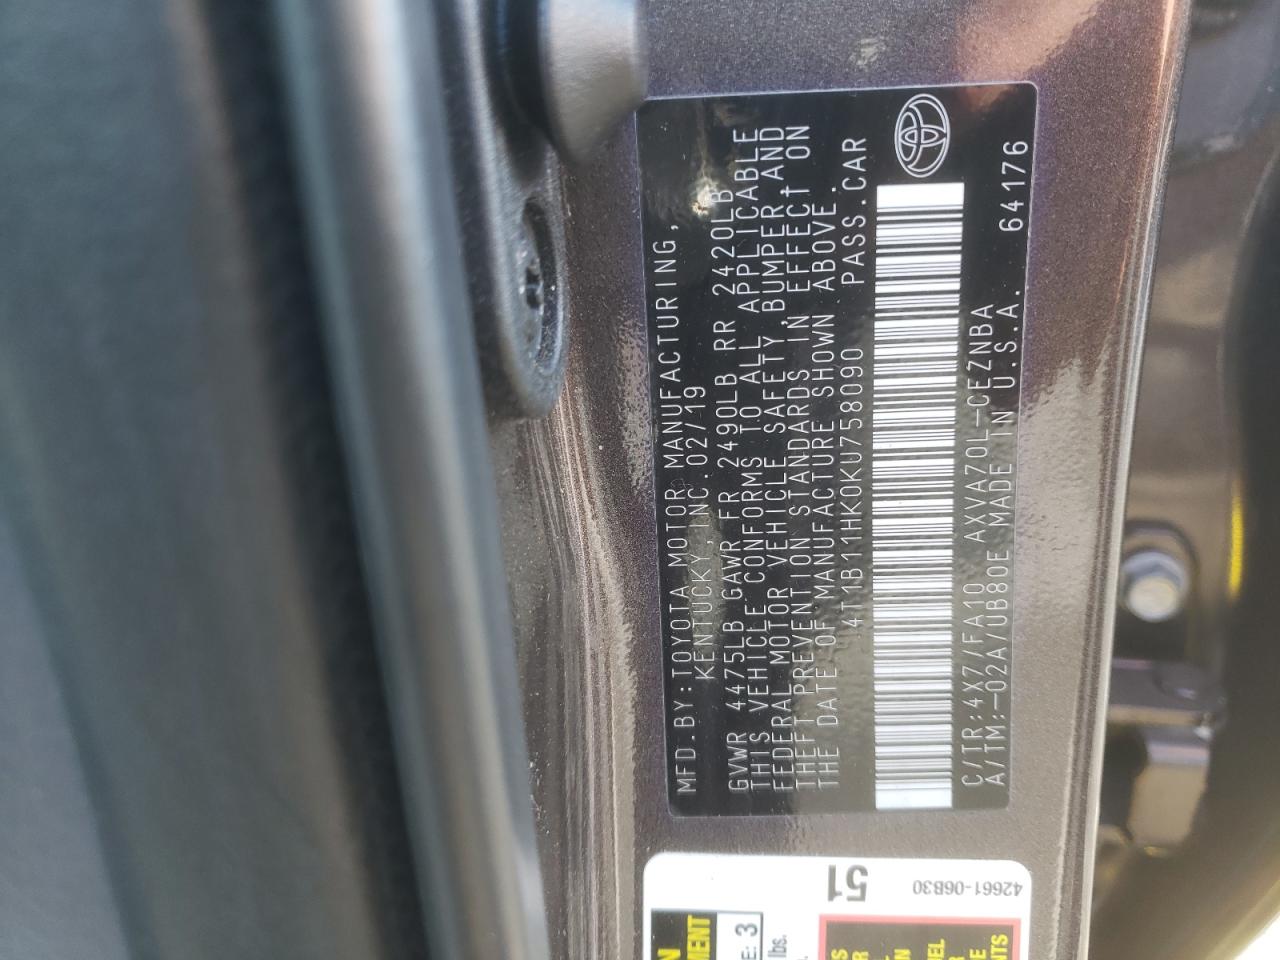 MFD.BY:TOYOTA MOTOR MANUFACTURING,
KENTUCKY,INC.02/19
GVWR 4475LB GAWR FR 2490LB RR 2420LB
THIS VEHICLE CONFORMS TO ALL APPLICABLE
FEDERAL MOTOR VEHICLE SAFETY,BUMPER,AND
THEFT PREVENTION STANDARDS IN EFFECT ON
THE DATE OF MANUFACTURE SHOWN ABOVE.
4T1B11HK0KU758090 PASS.CAR
C/TR:4X7/FA10 AXVA70L-CEZNBA
A/TM:-02A/UB80E MADE IN U.S.A. 64176
51
42661-06B30
3
lbs.